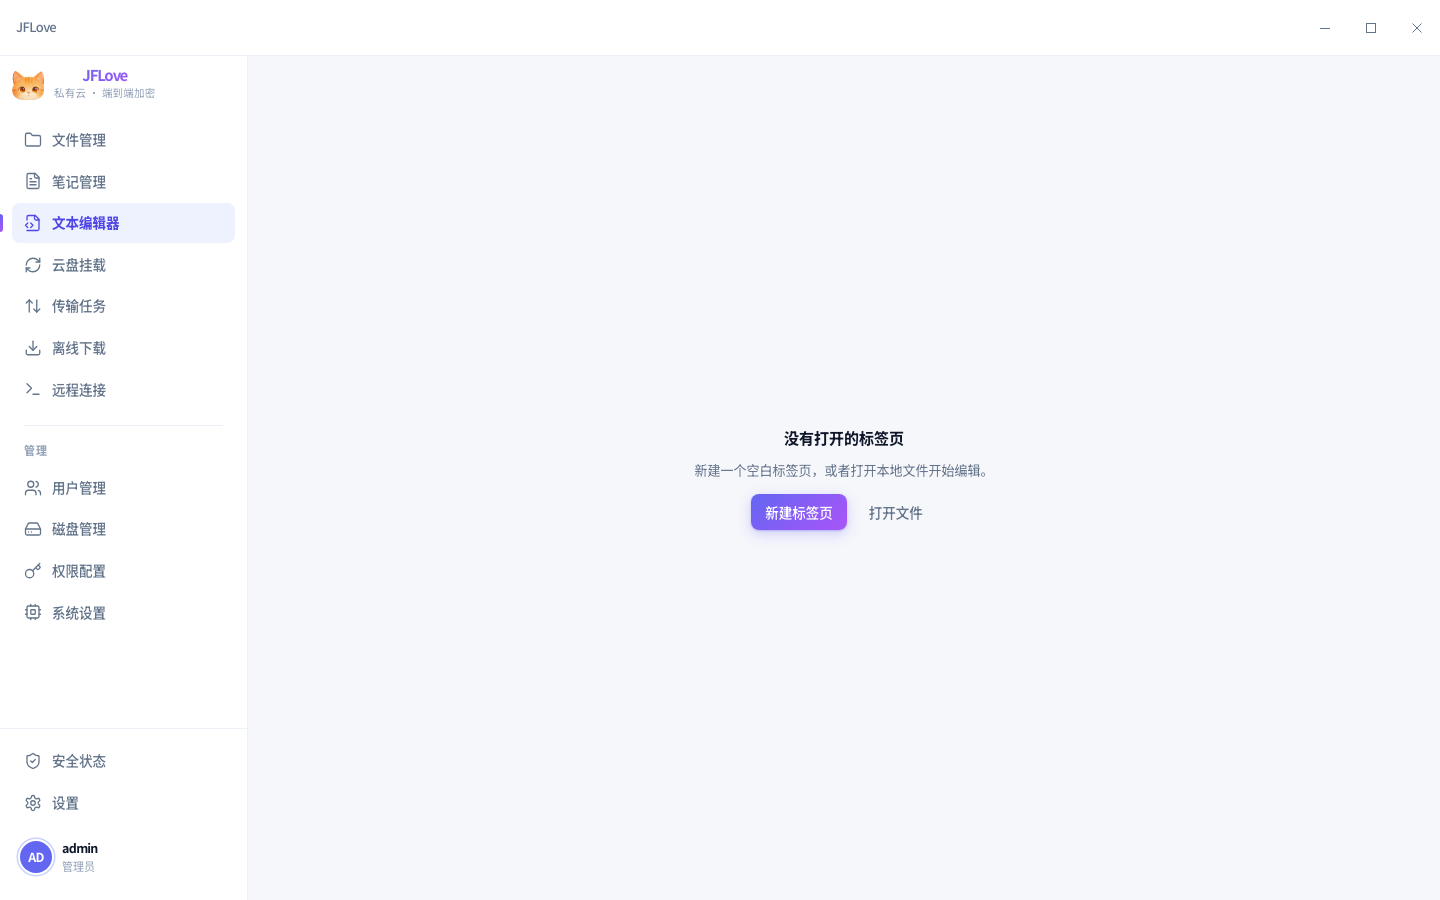 JFLove
JFLove
私有云 · 端到端加密
文件管理
笔记管理
文本编辑器
云盘挂载
传输任务
离线下载
远程连接
管理
用户管理
磁盘管理
权限配置
系统设置
安全状态
设置
AD
admin
管理员
没有打开的标签页
新建一个空白标签页，或者打开本地文件开始编辑。
新建标签页
打开文件